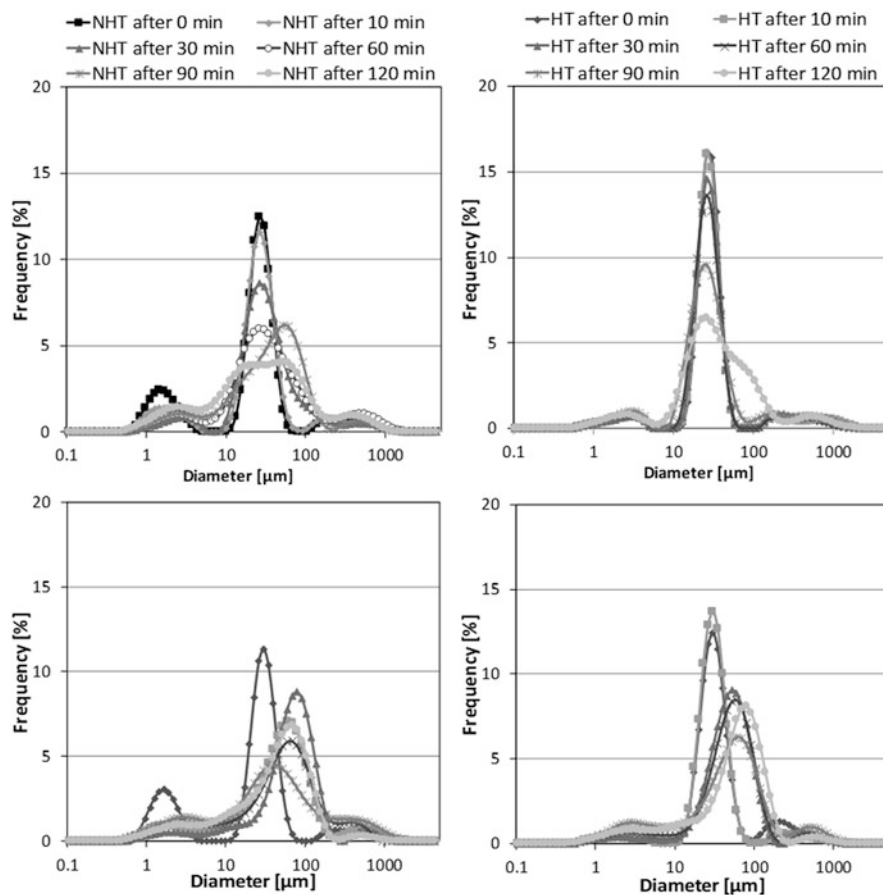 NHT after 0 min NHT after 10 min HT after 0 min HT after 10 min
NHT after 30 min NHT after 60 min HT after 30 min HT after 60 min
NHT after 90 min NHT after 120 min HT after 90 min HT after 120 min
20
15
10
5
0
Frequency [%]
0.1 1 10 100 1000
Diameter [µm]
20
15
10
5
0
Frequency [%]
0.1 1 10 100 1000
Diameter [µm]
20
15
10
5
0
Frequency [%]
0.1 1 10 100 1000
Diameter [µm]
20
15
10
5
0
Frequency [%]
0.1 1 10 100 1000
Diameter [µm]